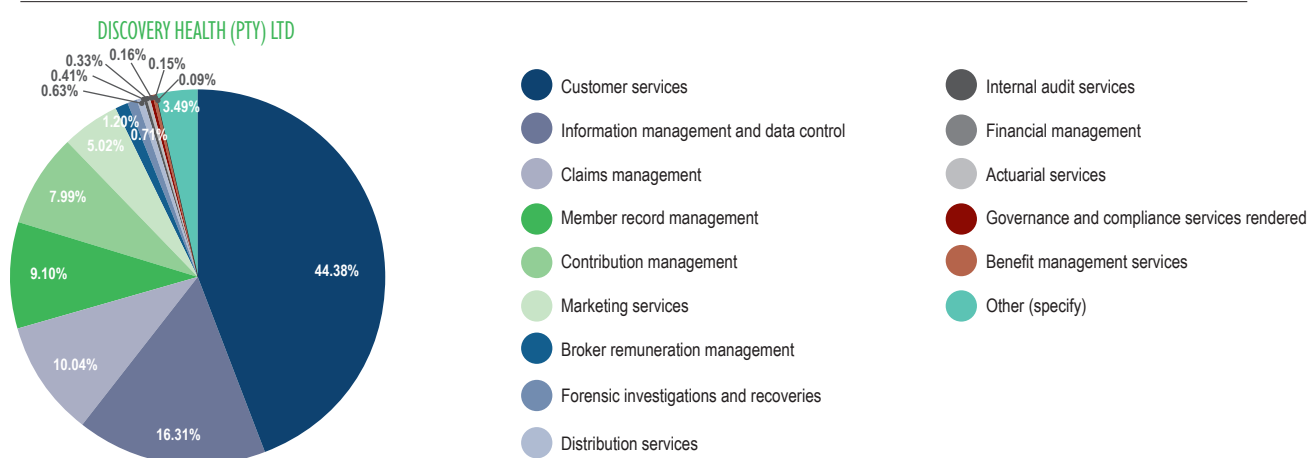 DISCOVERY HEALTH (PTY) LTD
0.16%
0.33%
0.15%
0.41%
0.09%
0.63%
3.49%
1.20%
0.71%
5.02%
7.99%
9.10%
44.38%
10.04%
16.31%
Customer services
Information management and data control
Claims management
Member record management
Contribution management
Marketing services
Broker remuneration management
Forensic investigations and recoveries
Distribution services
Internal audit services
Financial management
Actuarial services
Governance and compliance services rendered
Benefit management services
Other (specify)